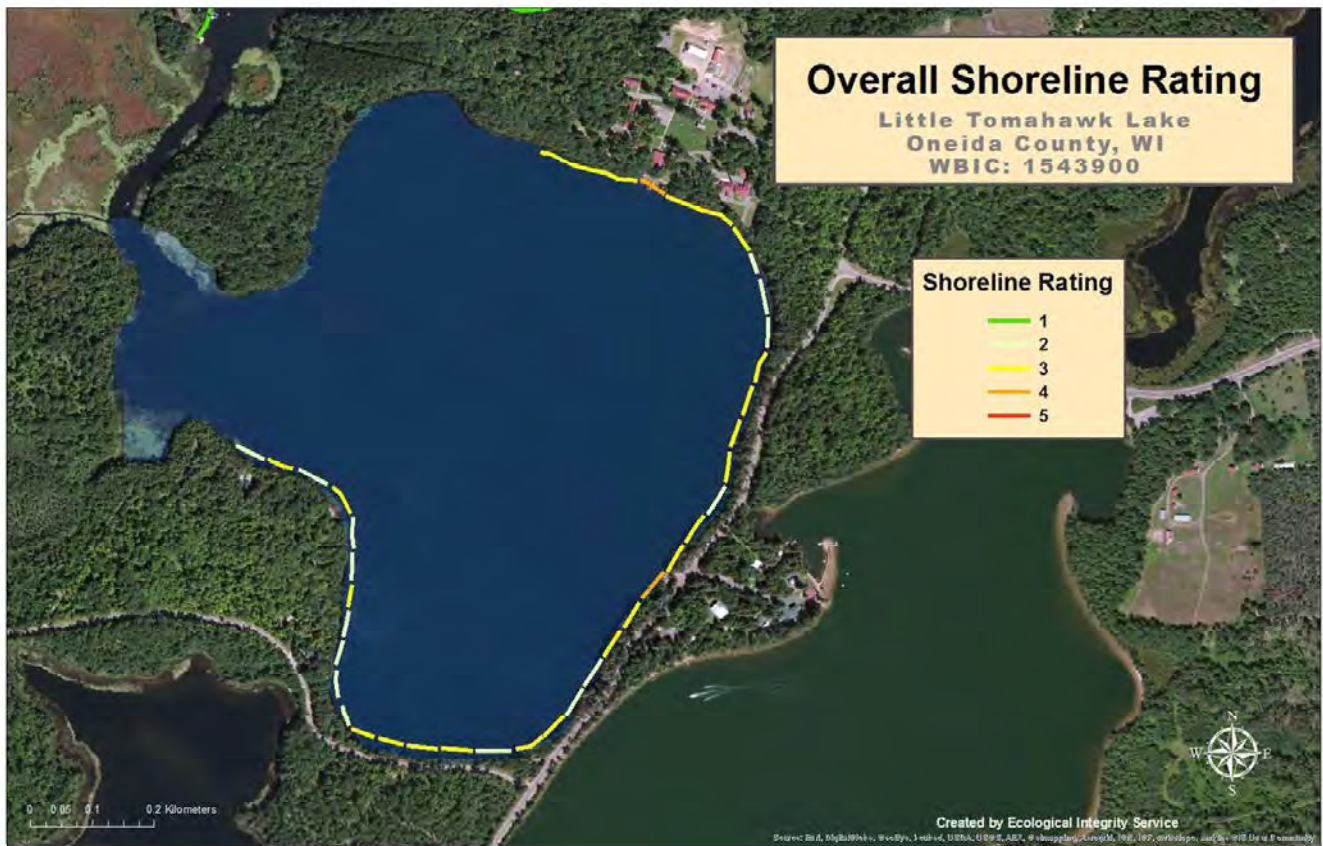 Overall Shoreline Rating
Little Tomahawk Lake
Oneida County, WI
WBIC: 1543900
Shoreline Rating
1
2
3
4
5
N
W E
S
0 0.05 0.1 0.2 Kilometers
Created by Ecological Integrity Service